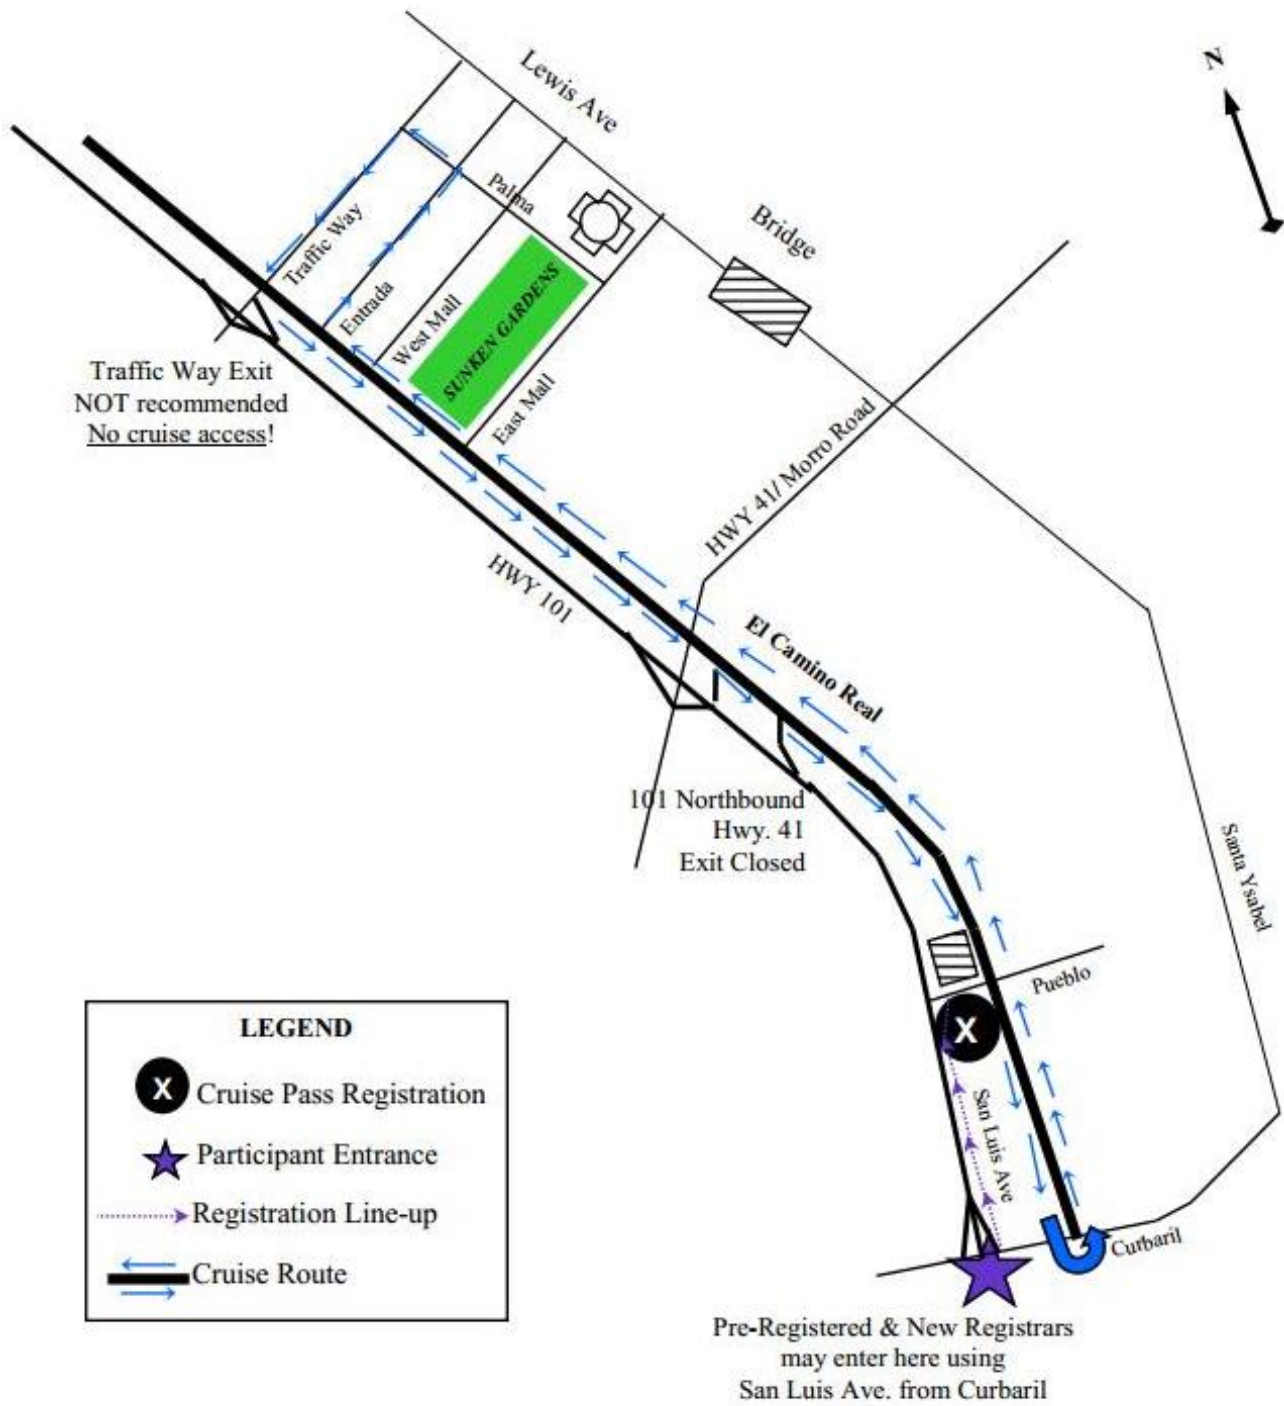 N
Lewis Ave
Bridge
Palma
Traffic Way
Entrada
West Mall
SUNKEN GARDENS
East Mall
Traffic Way Exit
NOT recommended
No cruise access!
HWY 41/ Morro Road
HWY 101
El Camino Real
101 Northbound
Hwy. 41
Exit Closed
Santa Ysabel
Pueblo
X
San Luis Ave
Curbaril
LEGEND
X Cruise Pass Registration
Participant Entrance
Registration Line-up
Cruise Route
Pre-Registered & New Registrars
may enter here using
San Luis Ave. from Curbaril